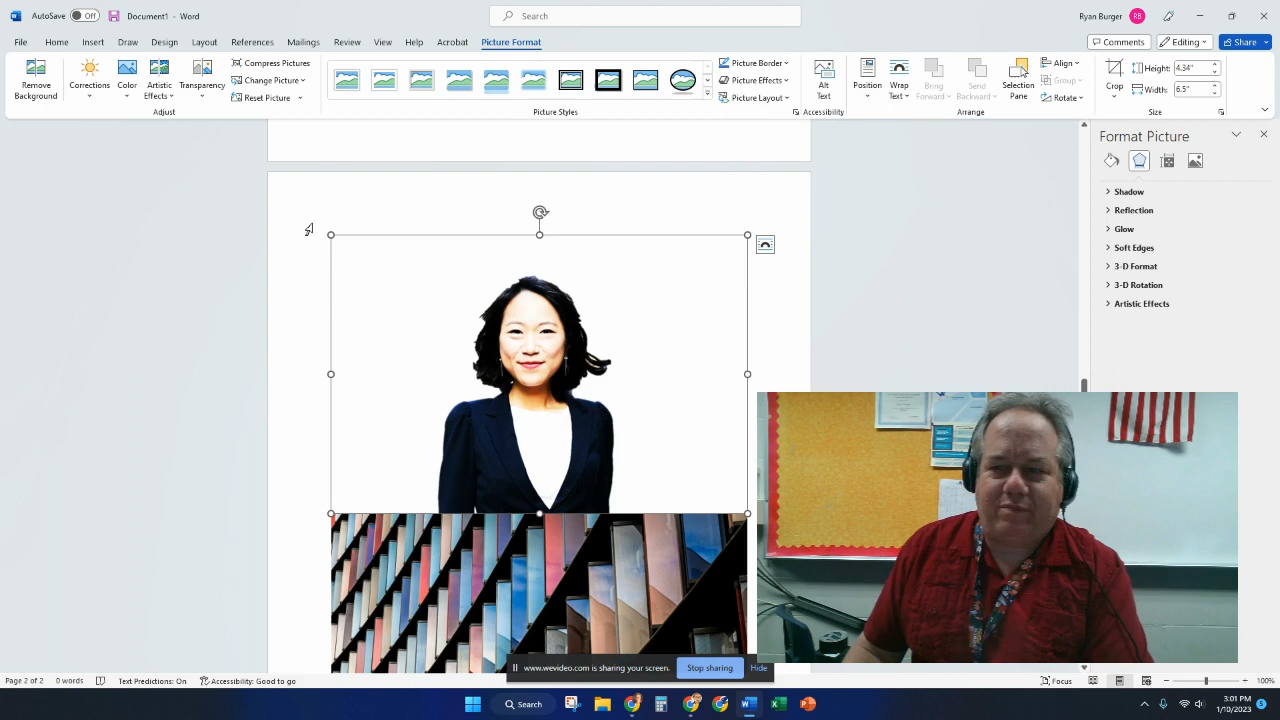 AutoSave Off Document1 - Word Search Ryan Burger RB
File Home Insert Draw Design Layout References Mailings Review View Help Acrobat Picture Format Comments Editing Share
Remove Background
Corrections
Color
Artistic Effects
Transparency
Compress Pictures
Change Picture
Reset Picture
Adjust
Picture Styles
Picture Border
Picture Effects
Picture Layout
Alt Text
Accessibility
Position
Wrap Text
Bring Forward
Send Backward
Selection Pane
Align
Group
Rotate
Arrange
Crop
Height: 4.34"
Width: 6.5"
Size
Format Picture
Shadow
Reflection
Glow
Soft Edges
3-D Format
3-D Rotation
Artistic Effects
www.wevideo.com is sharing your screen. Stop sharing Hide
Page 2 of 2 0 words Text Predictions: On Accessibility: Good to go Focus 100%
Search
3:01 PM
1/10/2023
5